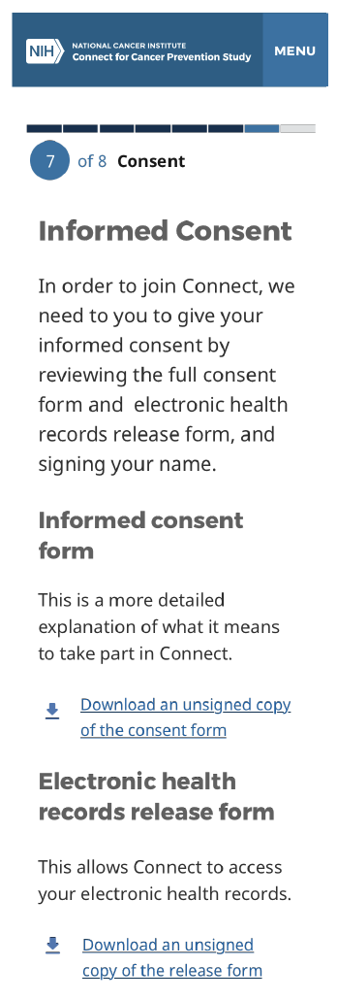 NIH
NATIONAL CANCER INSTITUTE
Connect for Cancer Prevention Study
MENU
7 of 8 Consent
Informed Consent
In order to join Connect, we
need to you to give your
informed consent by
reviewing the full consent
form and  electronic health
records release form, and
signing your name.
Informed consent
form
This is a more detailed
explanation of what it means
to take part in Connect.
Download an unsigned copy
of the consent form
Electronic health
records release form
This allows Connect to access
your electronic health records.
Download an unsigned
copy of the release form